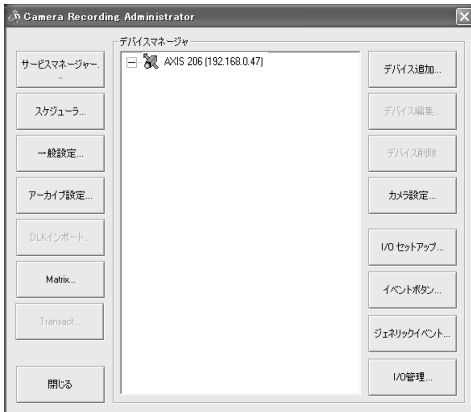 Camera Recording Administrator
サービスマネージャー...
スケジューラ...
一般設定...
アーカイブ設定...
DLKインポート...
Matrix...
Transact...
閉じる
デバイスマネージャ
AXIS 206 (192.168.0.47)
デバイス追加...
デバイス編集...
デバイス削除
カメラ設定...
I/O セットアップ...
イベントボタン...
ジェネリックイベント...
I/O管理...